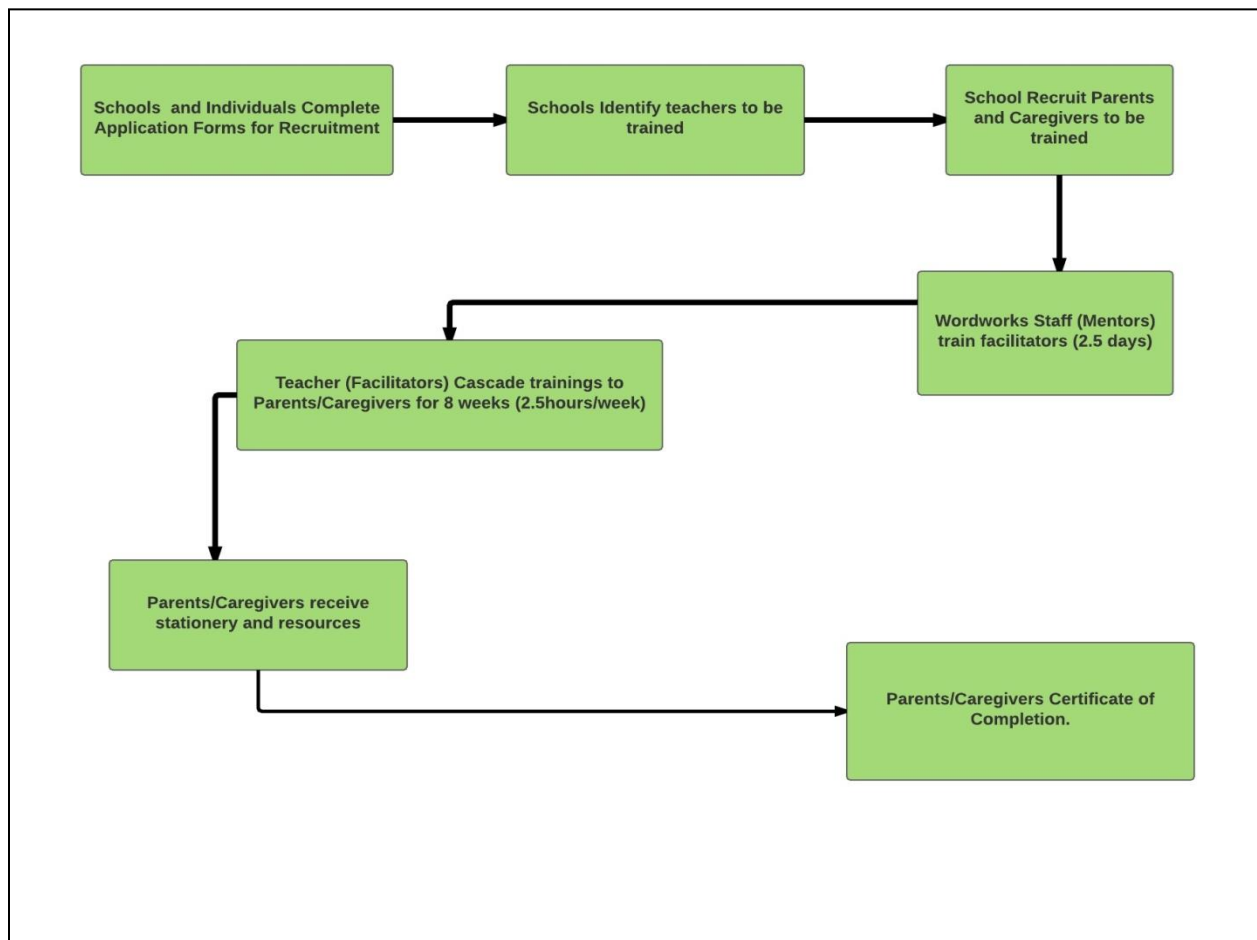 Schools and Individuals Complete
Application Forms for Recruitment
Schools Identify teachers to be
trained
School Recruit Parents
and Caregivers to be
trained
Wordworks Staff (Mentors)
train facilitators (2.5 days)
Teacher (Facilitators) Cascade trainings to
Parents/Caregivers for 8 weeks (2.5hours/week)
Parents/Caregivers receive
stationery and resources
Parents/Caregivers Certificate of
Completion.